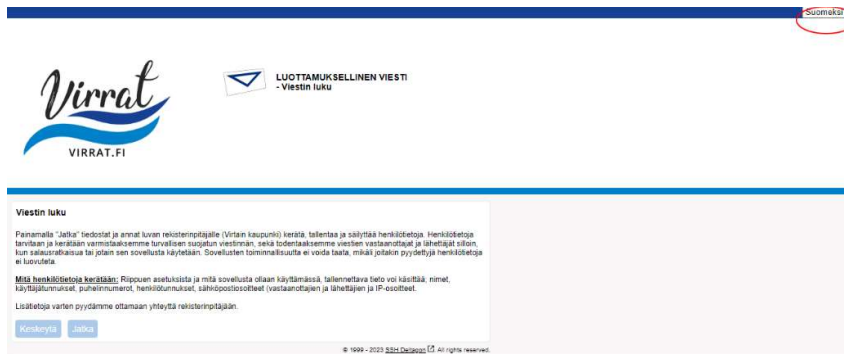 Suomeksi
Virrat
VIRRAT.FI
LUOTTAMUKSELLINEN VIESTI
- Viestin luku
Viestin luku
Painamalla "Jatka" tiedostat ja annat luvan rekisterinpitäjälle (Virtain kaupunki) kerätä, tallentaa ja säilyttää henkilötietoja. Henkilötietoja
tarvitaan ja kerätään varmistaaksemme turvallisen suojatun viestinnän, sekä todentaaksemme viestien vastaanottajat ja lähettäjät silloin,
kun salausratkaisua tai jotain sen sovellusta käytetään. Sovellusten toiminnallisuutta ei voida taata, mikäli joitakin pyydettyjä henkilötietoja
ei luovuteta.
Mitä henkilötietoja kerätään: Riippuen asetuksista ja mitä sovellusta ollaan käyttämässä, tallennettava tieto voi käsittää; nimet,
käyttäjätunnukset, puhelinnumerot, henkilötunnukset, sähköpostiosoitteet (vastaanottajien ja lähettäjien ja IP-osoitteet.
Lisätietoja varten pyydämme ottamaan yhteyttä rekisterinpitäjään.
Keskeytä Jatka
© 1999 - 2023 SSH Deltagon All rights reserved.